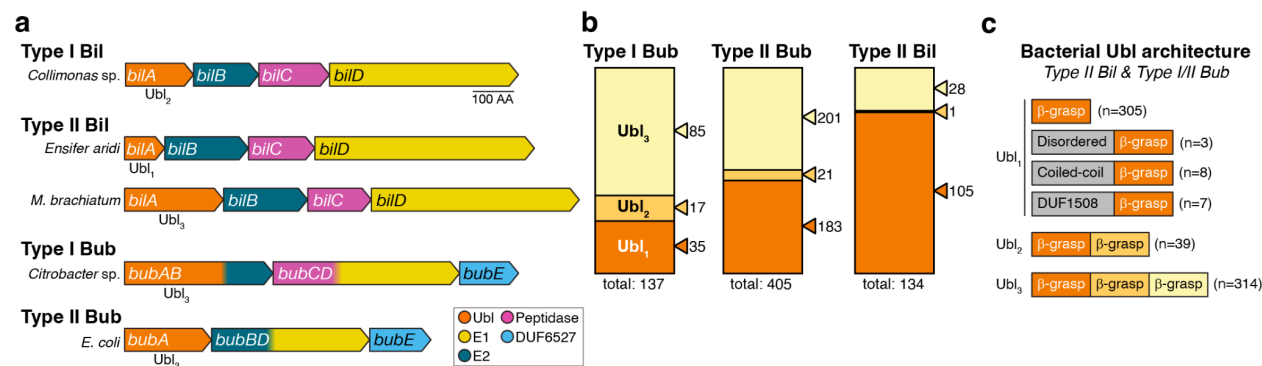 a
Type I Bil
Collimonas sp.
bilA bilB bilC bilD
Ubl2
100 AA
Type II Bil
Ensifer aridi
bilA bilB bilC bilD
Ubl1
M. brachiatum
bilA bilB bilC bilD
Ubl3
Type I Bub
Citrobacter sp.
bubAB bubCD bubE
Ubl3
Type II Bub
E. coli
bubA bubBD bubE
Ubl Peptidase
E1 DUF6527
E2
b
Type I Bub Type II Bub Type II Bil
Ubl3
85
Ubl2
17
Ubl1
35
total: 137
201
21
183
total: 405
28
1
105
total: 134
c
Bacterial Ubl architecture
Type II Bil & Type I/II Bub
Ubl1
β-grasp (n=305)
Disordered β-grasp (n=3)
Coiled-coil β-grasp (n=8)
DUF1508 β-grasp (n=7)
Ubl2 β-grasp β-grasp (n=39)
Ubl3 β-grasp β-grasp β-grasp (n=314)